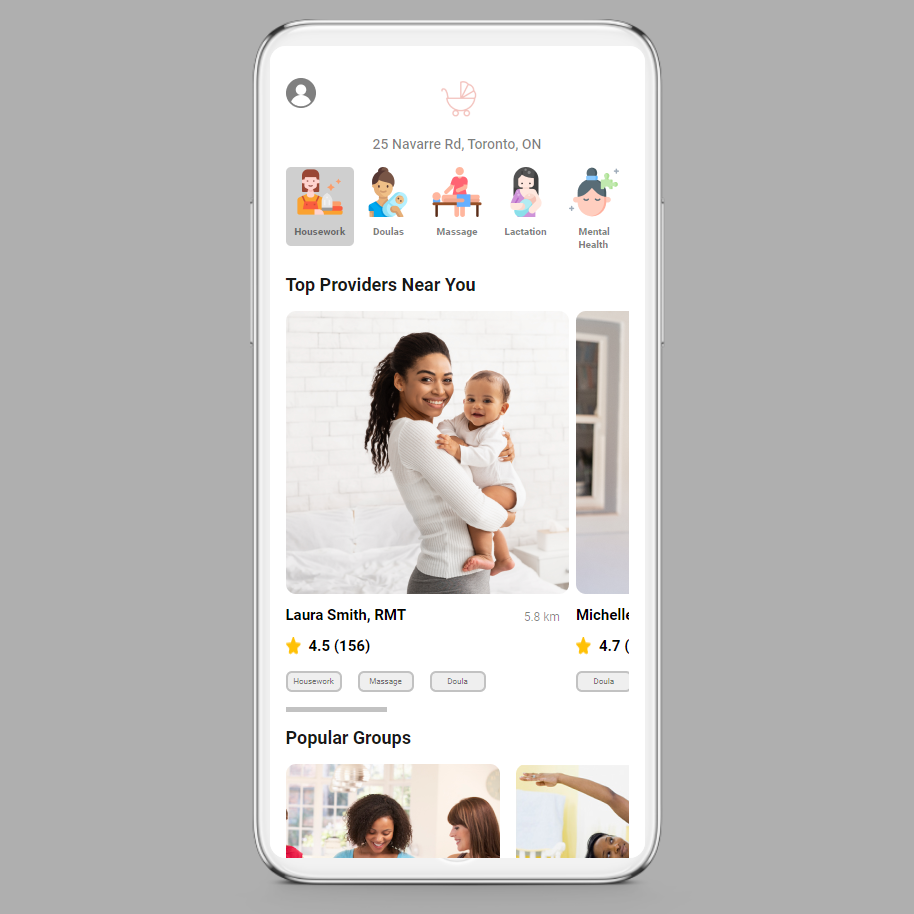 25 Navarre Rd, Toronto, ON
Housework
Doulas
Massage
Lactation
Mental
Health
Top Providers Near You
Laura Smith, RMT
5.8 km
Michelle
4.5 (156)
4.7 (
Housework
Massage
Doula
Doula
Popular Groups